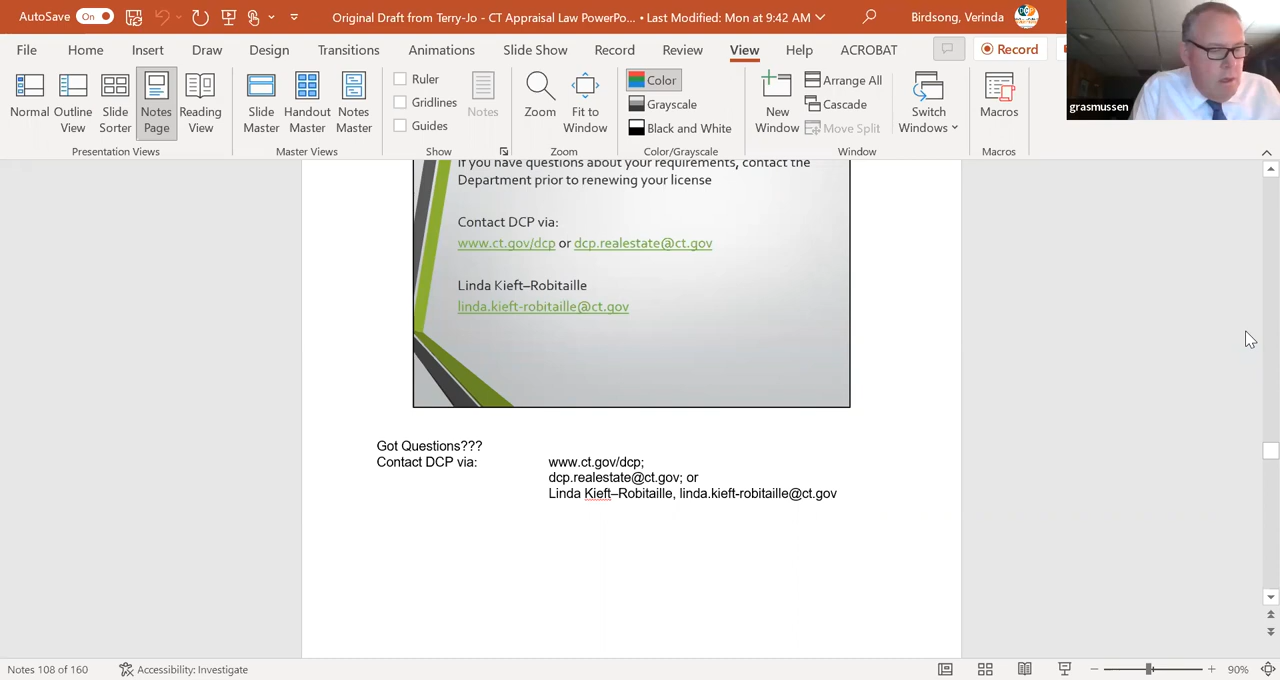 AutoSave On
Original Draft from Terry-Jo - CT Appraisal Law PowerPo... • Last Modified: Mon at 9:42 AM
Birdsong, Verinda
File Home Insert Draw Design Transitions Animations Slide Show Record Review View Help ACROBAT
Record
Normal
Outline View
Slide Sorter
Notes Page
Reading View
Presentation Views
Slide Master
Handout Master
Notes Master
Master Views
Ruler
Gridlines
Guides
Notes
Show
Zoom
Fit to Window
Zoom
Color
Grayscale
Black and White
Color/Grayscale
New Window
Arrange All
Cascade
Move Split
Switch Windows
Window
Macros
Macros
grasmussen
If you have questions about your requirements, contact the
Department prior to renewing your license
Contact DCP via:
www.ct.gov/dcp or dcp.realestate@ct.gov
Linda Kieft–Robitaille
linda.kieft-robitaille@ct.gov
Got Questions???
Contact DCP via: www.ct.gov/dcp;
dcp.realestate@ct.gov; or
Linda Kieft–Robitaille, linda.kieft-robitaille@ct.gov
Notes 108 of 160
Accessibility: Investigate
90%